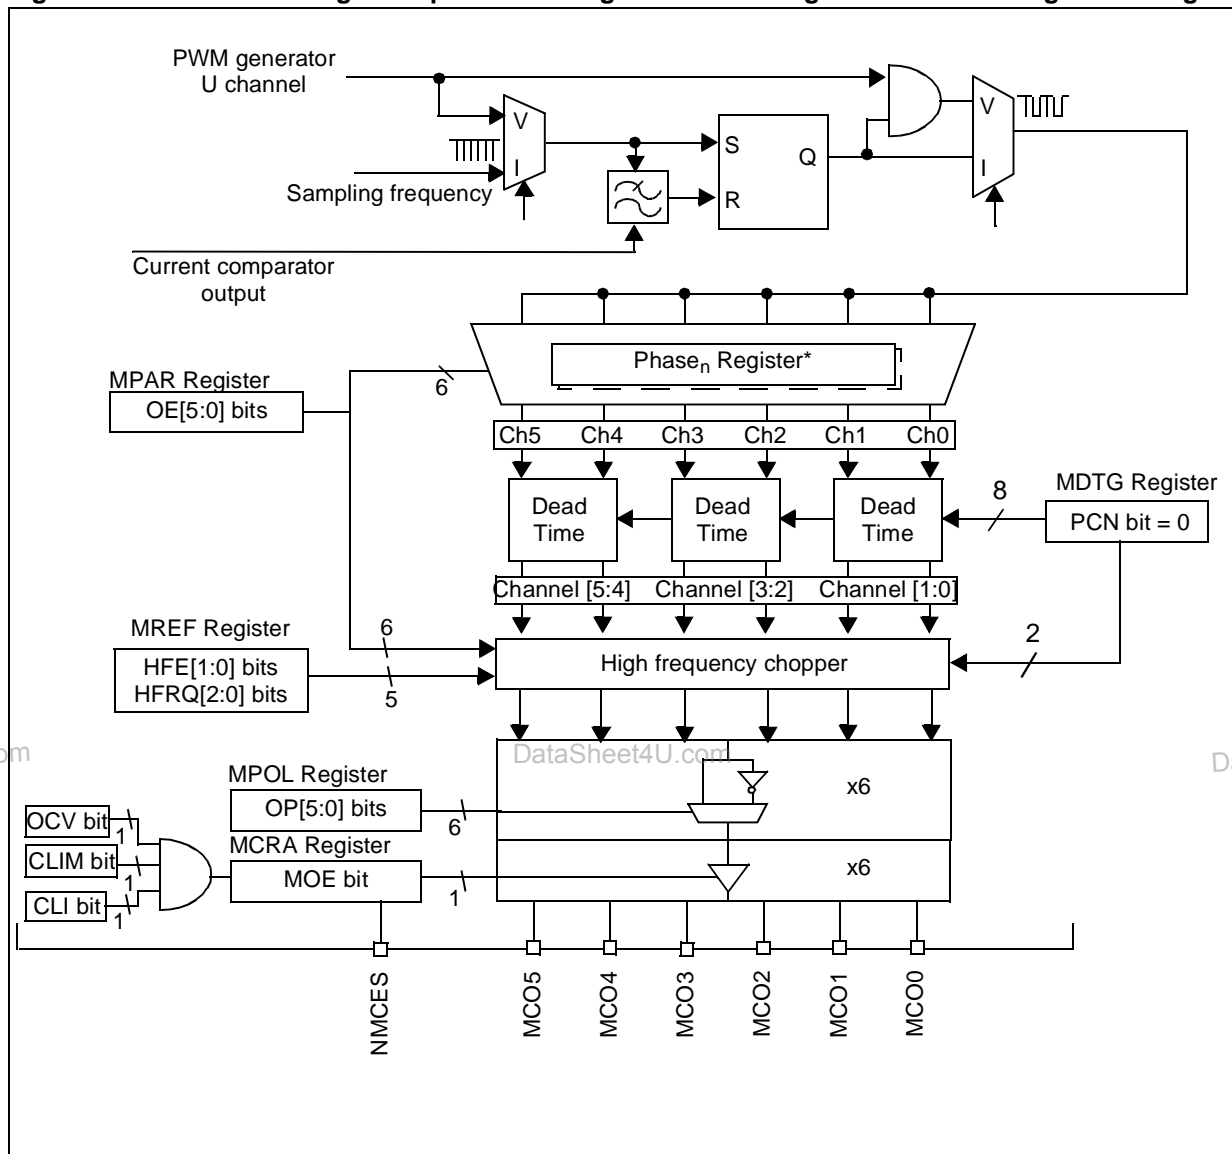 PWM generator
U channel
V
I
Sampling frequency
S
Q
R
V
I
Current comparator
output
Phasen Register*
MPAR Register
OE[5:0] bits
6
Ch5 Ch4 Ch3 Ch2 Ch1 Ch0
Dead
Time
Dead
Time
Dead
Time
8
MDTG Register
PCN bit = 0
Channel [5:4] Channel [3:2] Channel [1:0]
MREF Register
HFE[1:0] bits
HFRQ[2:0] bits
6
5
High frequency chopper
2
om
DataSheet4U.com
D
MPOL Register
OP[5:0] bits
6
x6
OCV bit
1
CLIM bit
1
CLI bit
1
MCRA Register
MOE bit
1
x6
NMCES
MCO5
MCO4
MCO3
MCO2
MCO1
MCO0